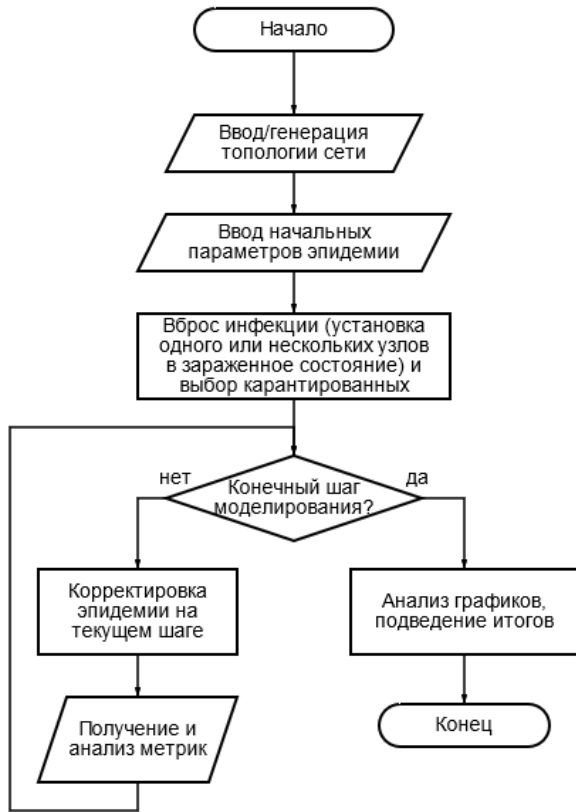 Начало
Ввод/генерация
топологии сети
Ввод начальных
параметров эпидемии
Вброс инфекции (установка
одного или нескольких узлов
в зараженное состояние) и
выбор карантированных
нет
Конечный шаг
моделирования?
да
Корректировка
эпидемии на
текущем шаге
Анализ графиков,
подведение итогов
Получение и
анализ метрик
Конец